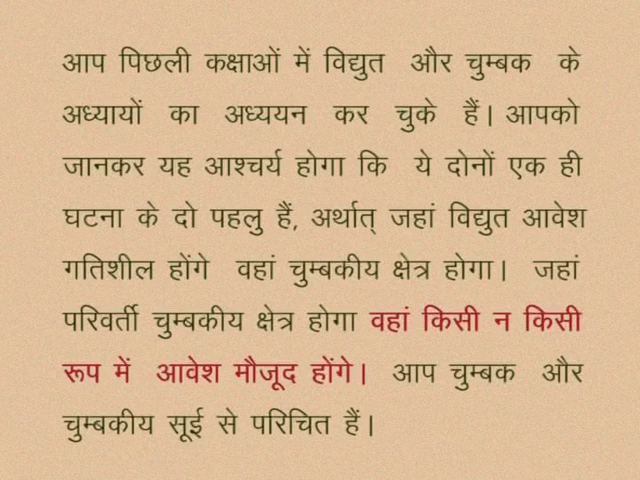 आप पिछली कक्षाओं में विद्युत और चुम्बक के
अध्यायों का अध्ययन कर चुके हैं। आपको
जानकर यह आश्चर्य होगा कि ये दोनों एक ही
घटना के दो पहलु हैं, अर्थात् जहां विद्युत आवेश
गतिशील होंगे वहां चुम्बकीय क्षेत्र होगा। जहां
परिवर्ती चुम्बकीय क्षेत्र होगा वहां किसी न किसी
रूप में आवेश मौजूद होंगे। आप चुम्बक और
चुम्बकीय सूई से परिचित हैं।